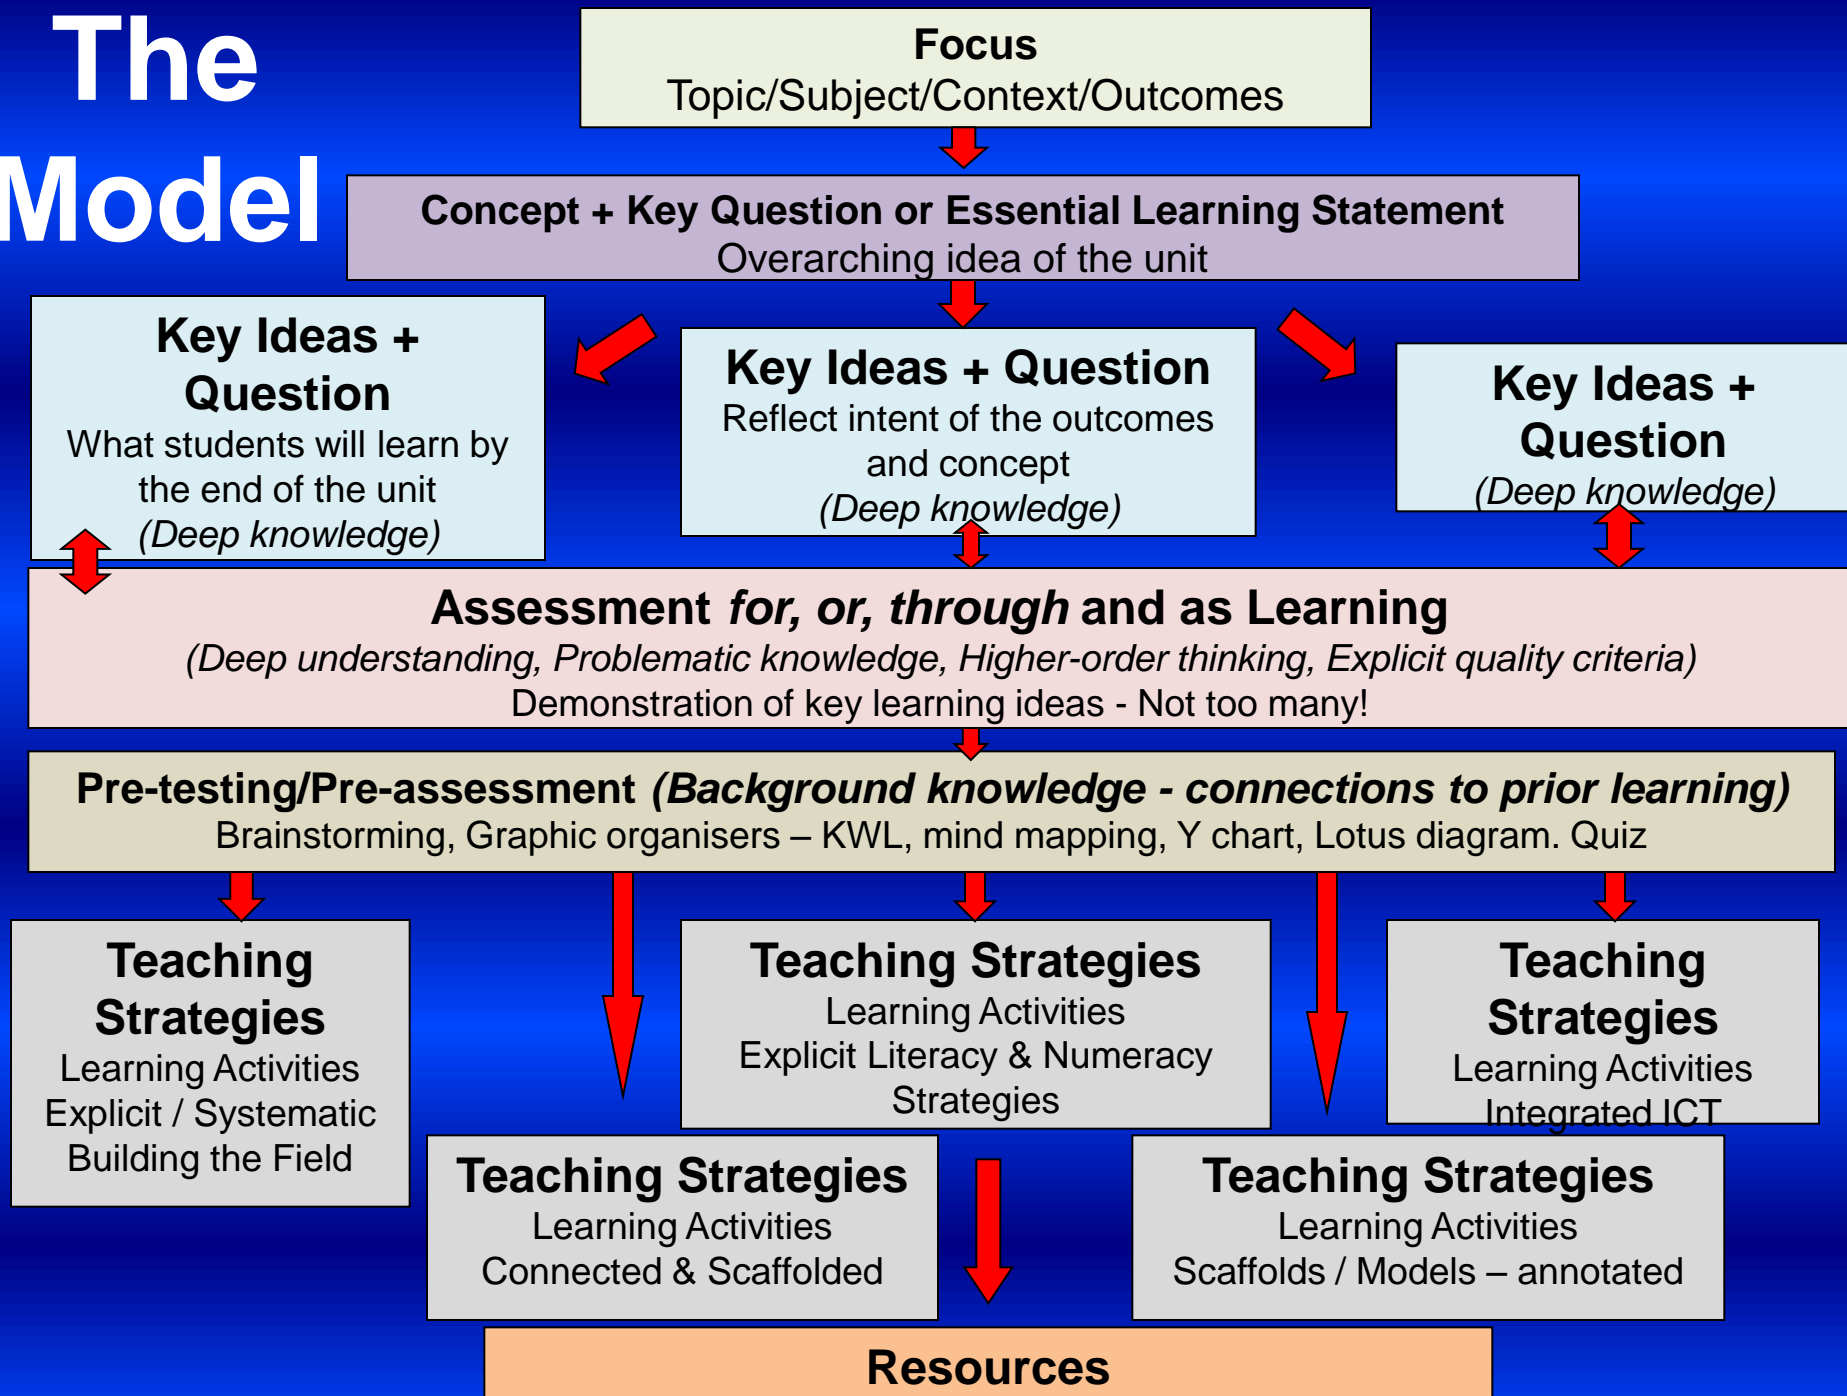 The
Model
Focus
Topic/Subject/Context/Outcomes
Concept + Key Question or Essential Learning Statement
Overarching idea of the unit
Key Ideas +
Question
What students will learn by
the end of the unit
(Deep knowledge)
Key Ideas + Question
Reflect intent of the outcomes
and concept
(Deep knowledge)
Key Ideas +
Question
(Deep knowledge)
Assessment for, or, through and as Learning
(Deep understanding, Problematic knowledge, Higher-order thinking, Explicit quality criteria)
Demonstration of key learning ideas - Not too many!
Pre-testing/Pre-assessment (Background knowledge - connections to prior learning)
Brainstorming, Graphic organisers – KWL, mind mapping, Y chart, Lotus diagram. Quiz
Teaching
Strategies
Learning Activities
Explicit / Systematic
Building the Field
Teaching Strategies
Learning Activities
Explicit Literacy & Numeracy
Strategies
Teaching
Strategies
Learning Activities
Integrated ICT
Teaching Strategies
Learning Activities
Connected & Scaffolded
Teaching Strategies
Learning Activities
Scaffolds / Models – annotated
Resources